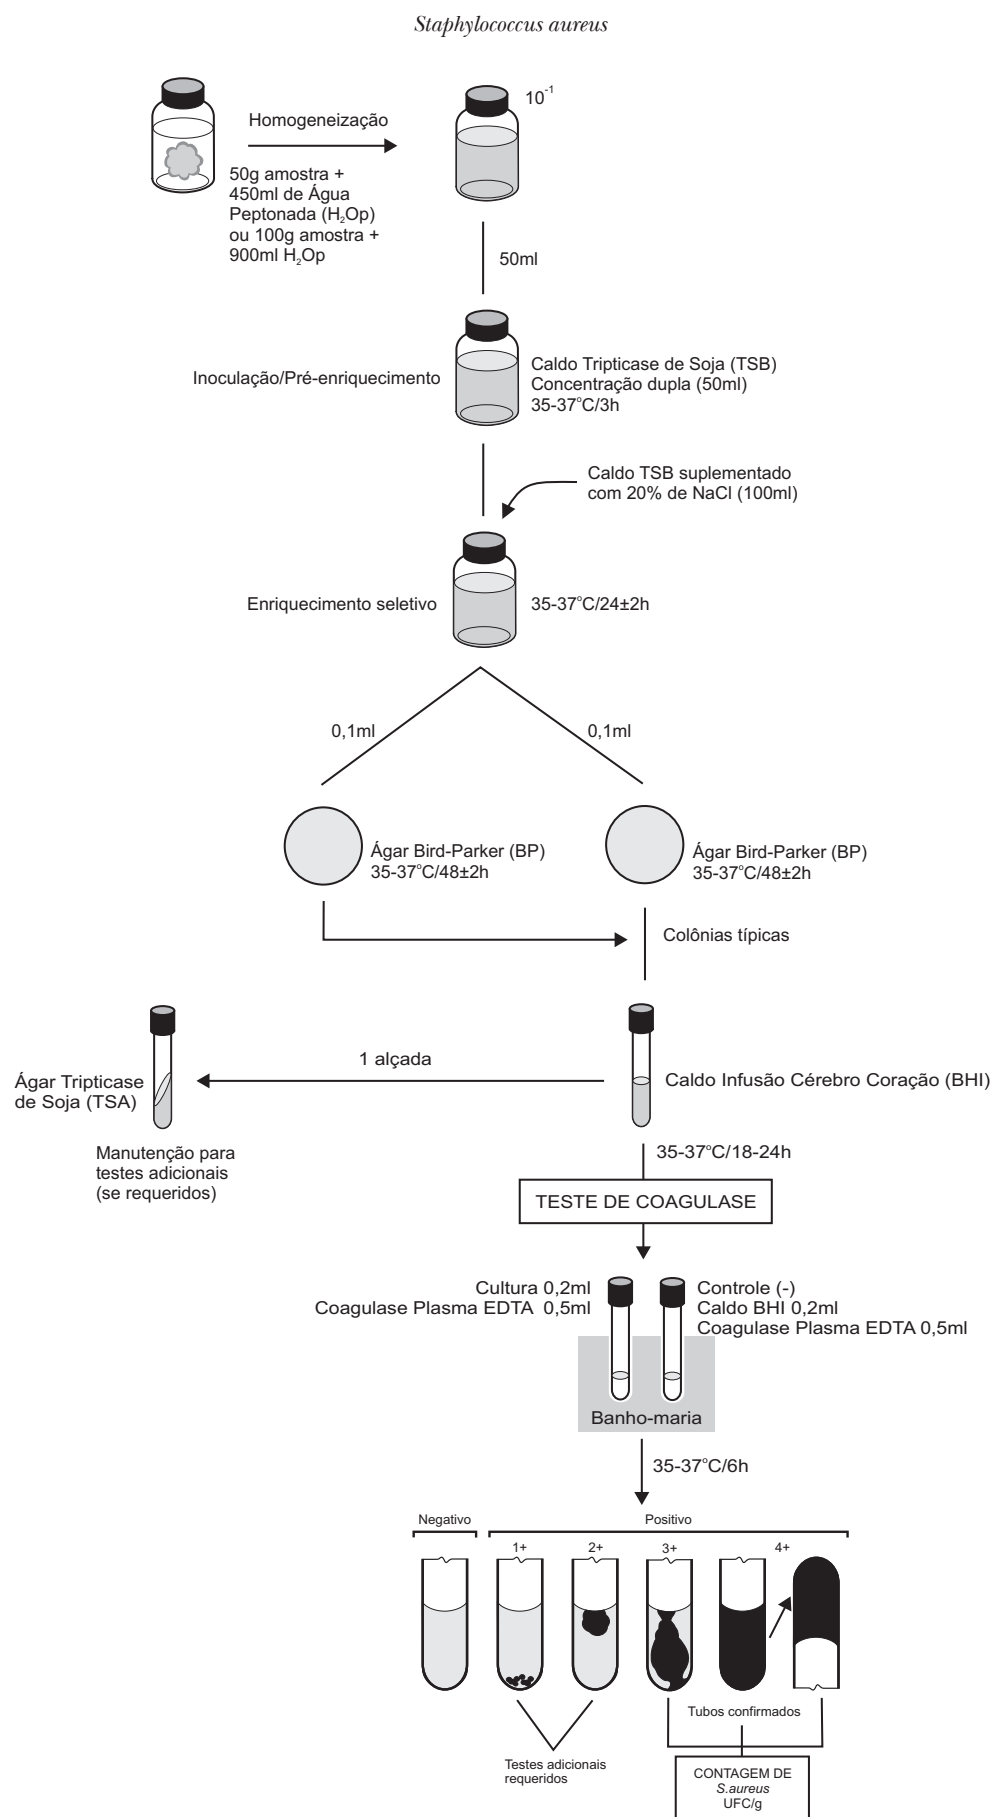 Staphylococcus aureus
10⁻¹
Homogeneização
50g amostra +
450ml de Água
Peptonada (H₂Op)
ou 100g amostra +
900ml H₂Op
50ml
Inoculação/Pré-enriquecimento
Caldo Tripticase de Soja (TSB)
Concentração dupla (50ml)
35-37°C/3h
Caldo TSB suplementado
com 20% de NaCl (100ml)
Enriquecimento seletivo
35-37°C/24±2h
0,1ml
0,1ml
Ágar Bird-Parker (BP)
35-37°C/48±2h
Ágar Bird-Parker (BP)
35-37°C/48±2h
Colônias típicas
1 alçada
Ágar Tripticase
de Soja (TSA)
Caldo Infusão Cérebro Coração (BHI)
Manutenção para
testes adicionais
(se requeridos)
35-37°C/18-24h
TESTE DE COAGULASE
Cultura 0,2ml
Coagulase Plasma EDTA 0,5ml
Controle (-)
Caldo BHI 0,2ml
Coagulase Plasma EDTA 0,5ml
Banho-maria
35-37°C/6h
Negativo
Positivo
1+
2+
3+
4+
Tubos confirmados
Testes adicionais
requeridos
CONTAGEM DE
S.aureus
UFC/g